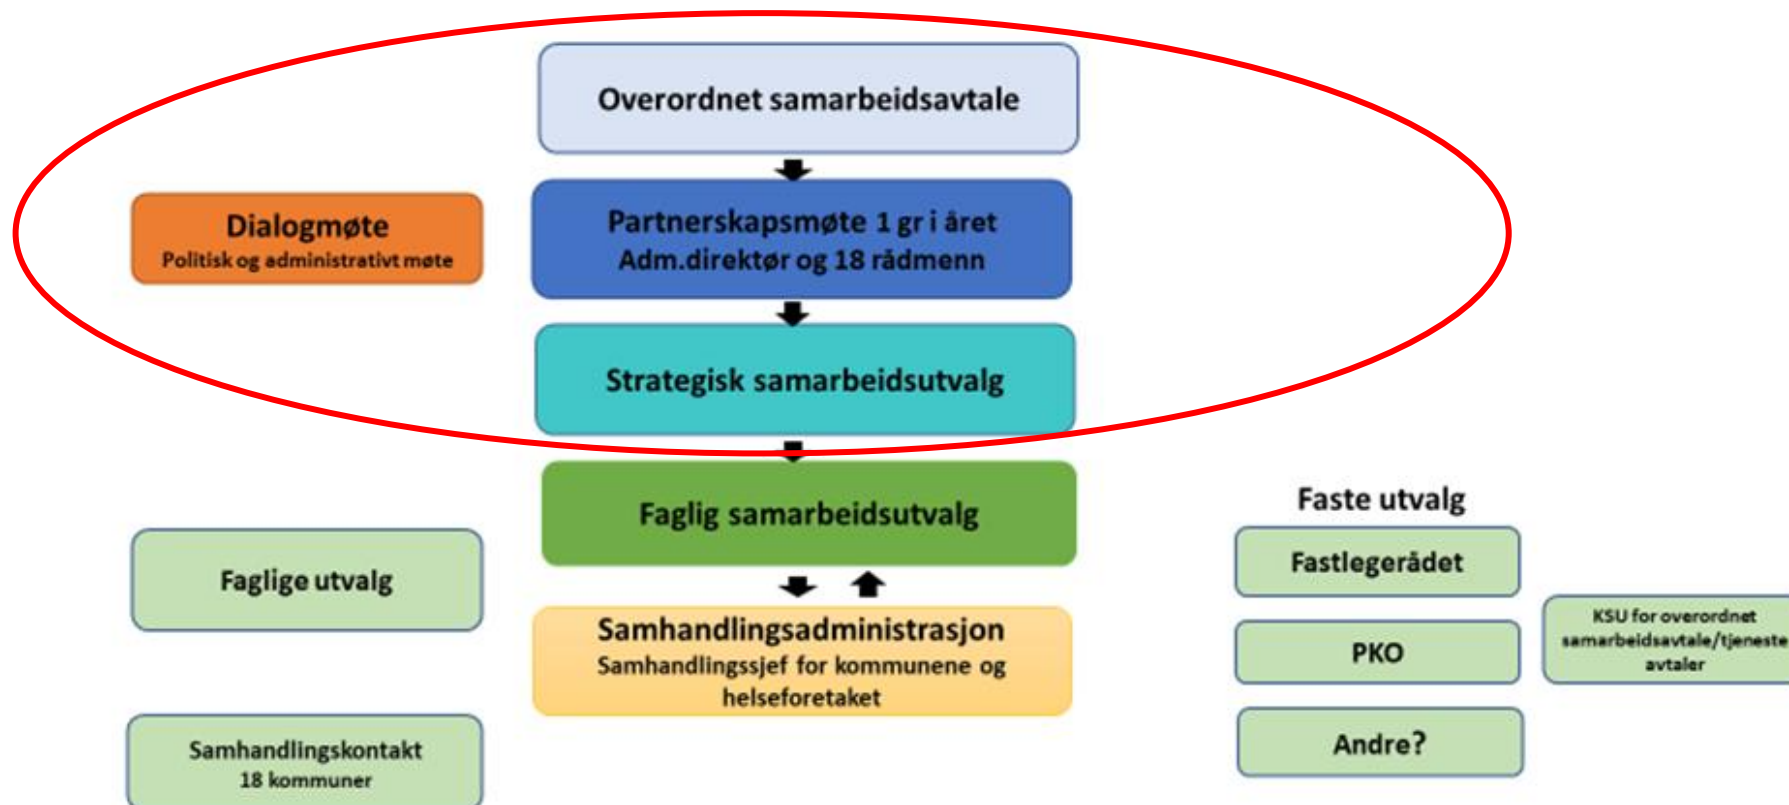 Overordnet samarbeidsavtale
Dialogmøte
Politisk og administrativt møte
Partnerskapsmøte 1 gr i året
Adm.direktør og 18 rådmenn
Strategisk samarbeidsutvalg
Faglig samarbeidsutvalg
Faglige utvalg
Samhandlingsadministrasjon
Samhandlingssjef for kommunene og
helseforetaket
Samhandlingskontakt
18 kommuner
Faste utvalg
Fastlegerådet
PKO
Andre?
KSU for overordnet
samarbeidsavtale/tjeneste
avtaler